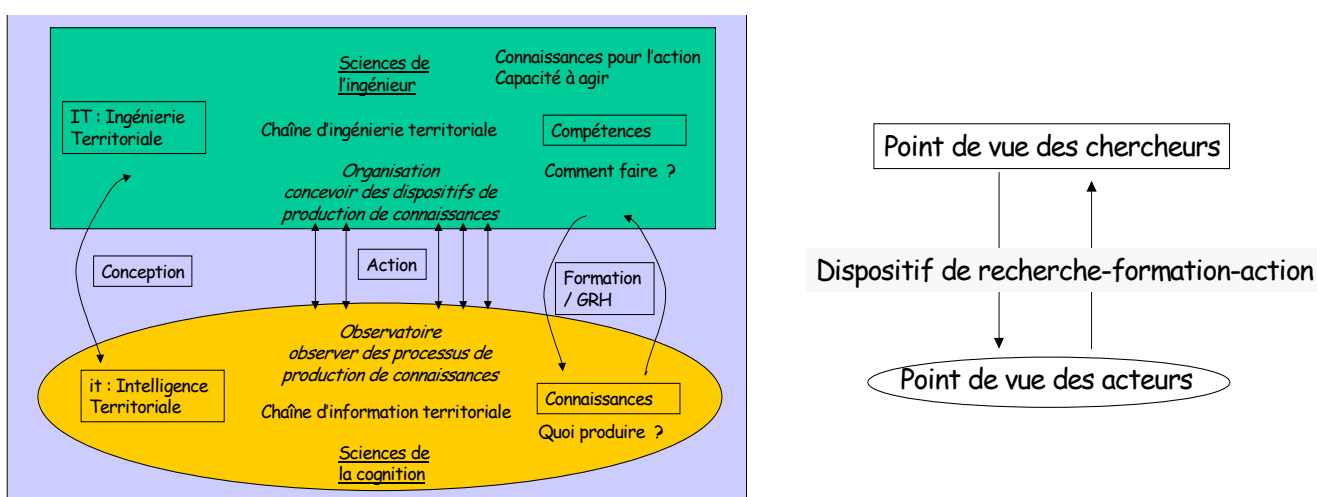 Sciences de
l'ingénieur
Connaissances pour l'action
Capacité à agir
IT : Ingénierie
Territoriale
Chaîne d'ingénierie territoriale
Compétences
Organisation
concevoir des dispositifs de
production de connaissances
Comment faire ?
Conception
Action
Formation
/ GRH
Observatoire
observer des processus de
production de connaissances
it : Intelligence
Territoriale
Chaîne d'information territoriale
Connaissances
Quoi produire ?
Sciences de
la cognition
Point de vue des chercheurs
Dispositif de recherche-formation-action
Point de vue des acteurs